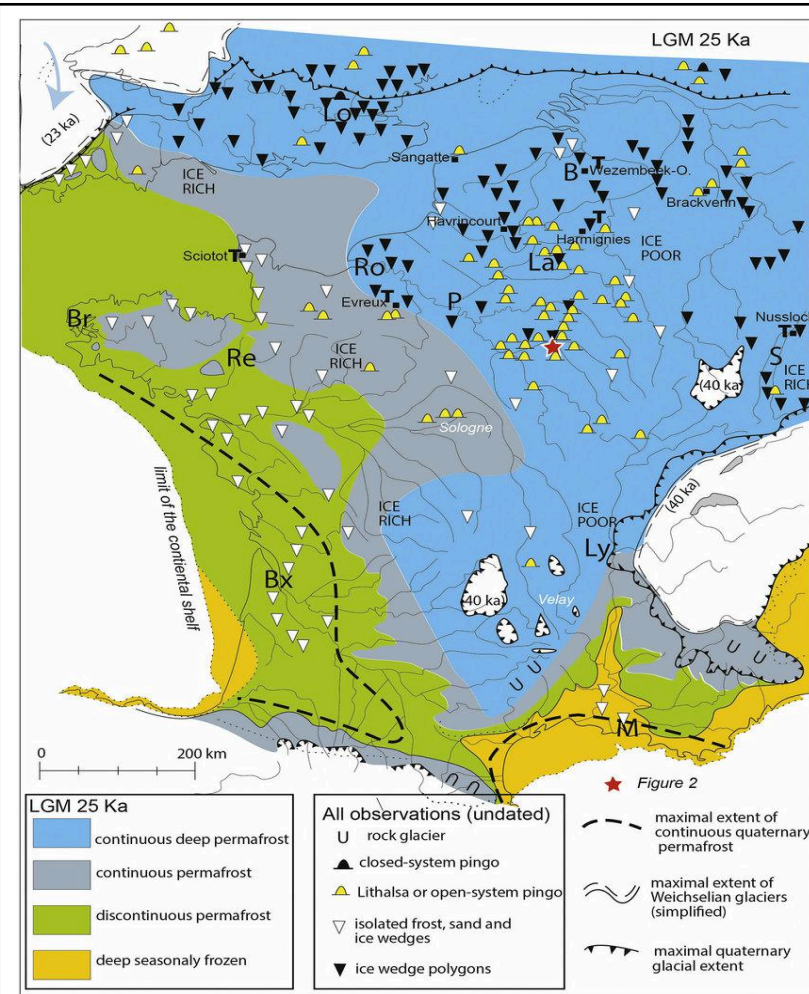 LGM 25 Ka
(23 ka)
Lo
ICE
RICH
Sangatte
B
T
Wezembeek-O.
Brackvenn
Havrincourt
T
Harmignies
ICE
POOR
Sciotot
T
Ro
La
T
Evreux
P
Br
Re
ICE
RICH
Nussloch
T
S
ICE
RICH
(40 ka)
Sologne
(40 ka)
limit of the contiental shelf
ICE
RICH
ICE
POOR
Ly
Bx
(40 ka)
Velay
M
0
200 km
Figure 2
LGM 25 Ka
continuous deep permafrost
continuous permafrost
discontinuous permafrost
deep seasonaly frozen
All observations (undated)
rock glacier
closed-system pingo
Lithalsa or open-system pingo
isolated frost, sand and
ice wedges
ice wedge polygons
maximal extent of
continuous quaternary
permafrost
maximal extent of
Weichselian glaciers
(simplified)
maximal quaternary
glacial extent